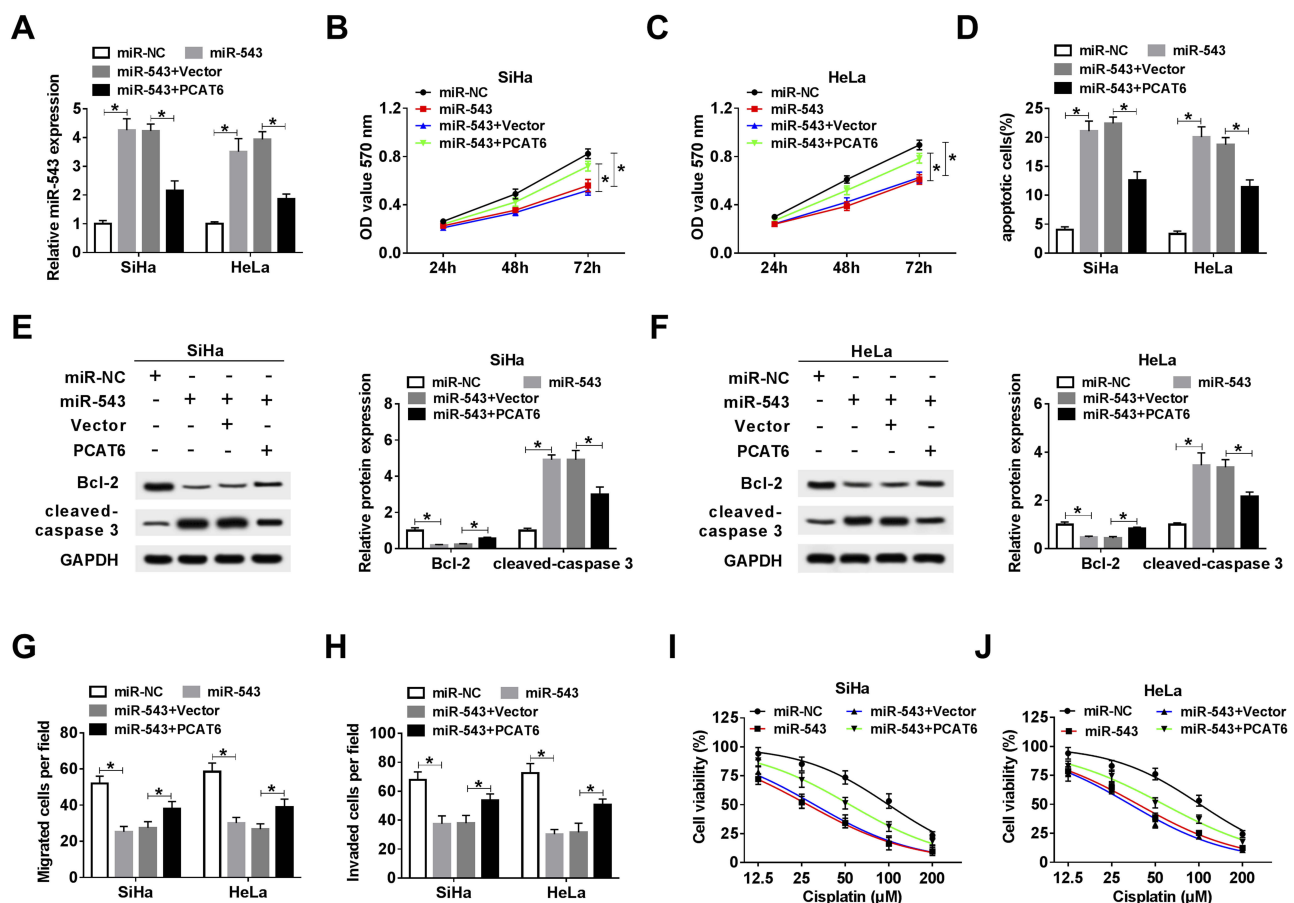 A
miR-NC miR-543
miR-543+Vector
miR-543+PCAT6
Relative miR-543 expression
5
4
3
2
1
0
* * * *
SiHa HeLa
B
SiHa
miR-NC
miR-543
miR-543+Vector
miR-543+PCAT6
OD value 570 nm
1.2
0.8
0.4
0.0
* *
24h 48h 72h
C
HeLa
miR-NC
miR-543
miR-543+Vector
miR-543+PCAT6
OD value 570 nm
1.2
0.8
0.4
0.0
* *
24h 48h 72h
D
miR-NC
miR-543
miR-543+Vector
miR-543+PCAT6
apoptotic cells(%)
25
20
15
10
5
0
* * * *
SiHa HeLa
E
SiHa
miR-NC + - - -
miR-543 - + + +
Vector - - + -
PCAT6 - - - +
Bcl-2
cleaved-
caspase 3
GAPDH
SiHa
miR-NC miR-543
miR-543+Vector
miR-543+PCAT6
Relative protein expression
8
6
4
2
0
* * * *
Bcl-2 cleaved-caspase 3
F
HeLa
miR-NC + - - -
miR-543 - + + +
Vector - - + -
PCAT6 - - - +
Bcl-2
cleaved-
caspase 3
GAPDH
HeLa
miR-NC miR-543
miR-543+Vector
miR-543+PCAT6
Relative protein expression
6
4
2
0
* * * *
Bcl-2 cleaved-caspase 3
G
miR-NC miR-543
miR-543+Vector
miR-543+PCAT6
Migrated cells per field
80
60
40
20
0
* * * *
SiHa HeLa
H
miR-NC miR-543
miR-543+Vector
miR-543+PCAT6
Invaded cells per field
100
80
60
40
20
0
* * * *
SiHa HeLa
I
SiHa
miR-NC miR-543+Vector
miR-543 miR-543+PCAT6
Cell viability (%)
125
100
75
50
25
0
12.5 25 50 100 200
Cisplatin (μM)
J
HeLa
miR-NC miR-543+Vector
miR-543 miR-543+PCAT6
Cell viability (%)
125
100
75
50
25
0
12.5 25 50 100 200
Cisplatin (μM)